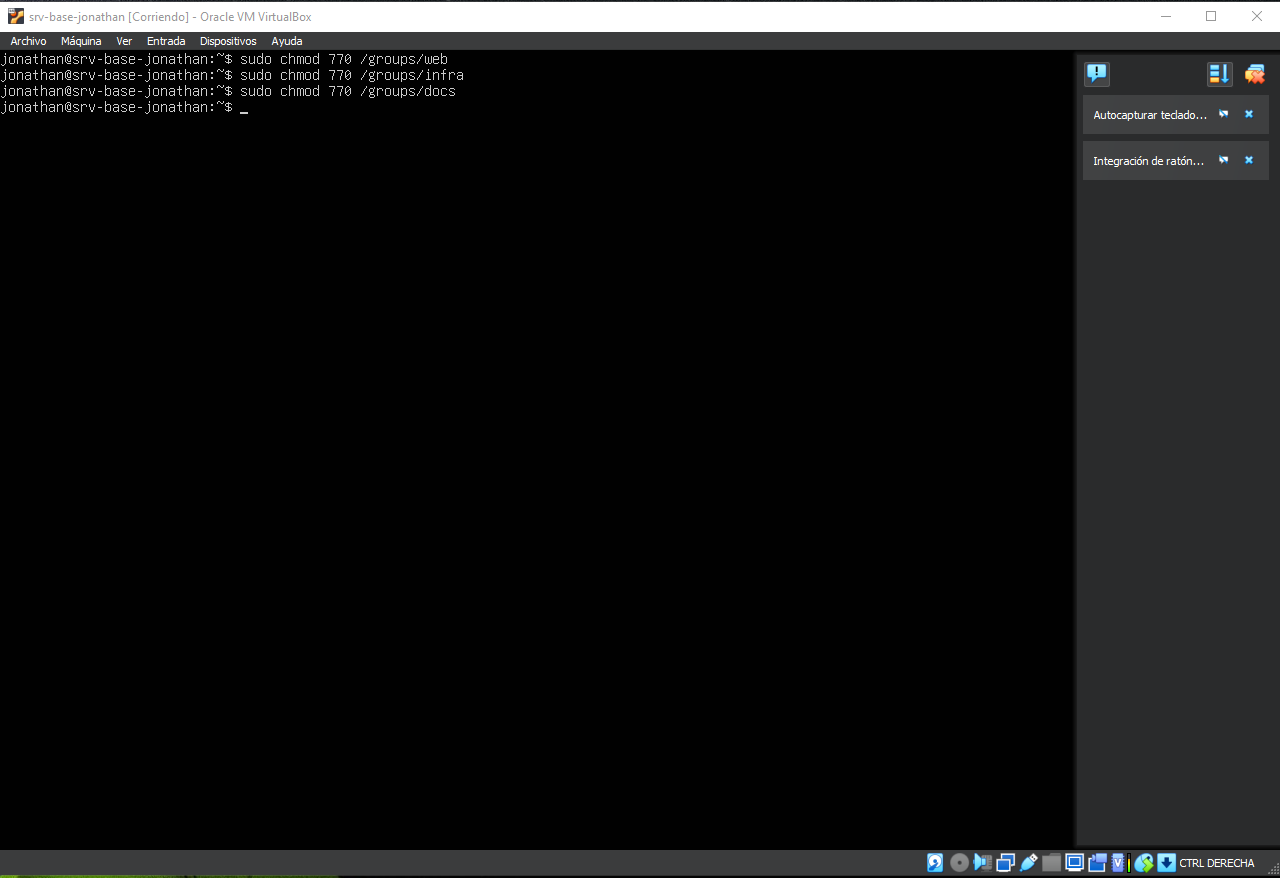 srv-base-jonathan [Corriendo] - Oracle VM VirtualBox
Archivo Máquina Ver Entrada Dispositivos Ayuda
jonathan@srv-base-jonathan:~$ sudo chmod 770 /groups/web
jonathan@srv-base-jonathan:~$ sudo chmod 770 /groups/infra
jonathan@srv-base-jonathan:~$ sudo chmod 770 /groups/docs
jonathan@srv-base-jonathan:~$ _
Autocapturar teclado...
Integración de ratón...
CTRL DERECHA